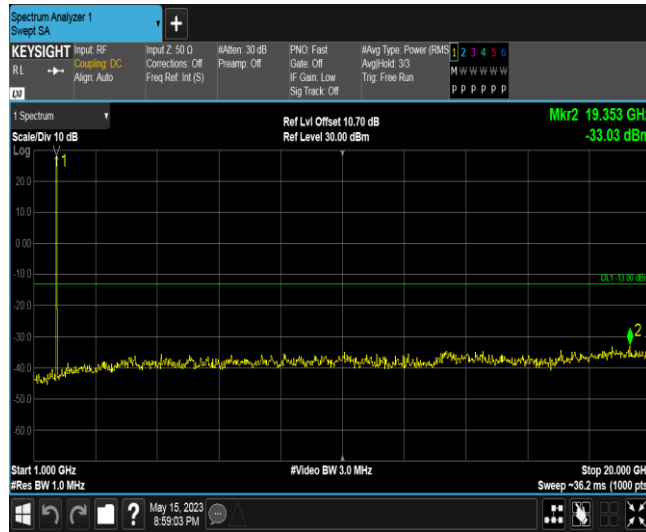 Spectrum Analyzer 1
Swept SA
+
KEYSIGHT
RL
LXI
Input: RF
Coupling: DC
Align: Auto
Input Z: 50 Ω
Corrections: Off
Freq Ref: Int (S)
#Atten: 30 dB
Preamp: Off
PNO: Fast
Gate: Off
IF Gain: Low
Sig Track: Off
#Avg Type: Power (RMS
Avg|Hold: 3/3
Trig: Free Run
1 2 3 4 5 6
M W W W W W
P P P P P P
1 Spectrum
Scale/Div 10 dB
Log
Ref Lvl Offset 10.70 dB
Ref Level 30.00 dBm
Mkr2 19.353 GHz
-33.03 dBm
1
20.0
10.0
0.00
-10.0
DL1 -13.00 dBm
-20.0
-30.0
2
-40.0
-50.0
-60.0
Start 1.000 GHz
#Res BW 1.0 MHz
#Video BW 3.0 MHz
Stop 20.000 GH
Sweep ~36.2 ms (1000 pts
?
May 15, 2023
8:59:03 PM